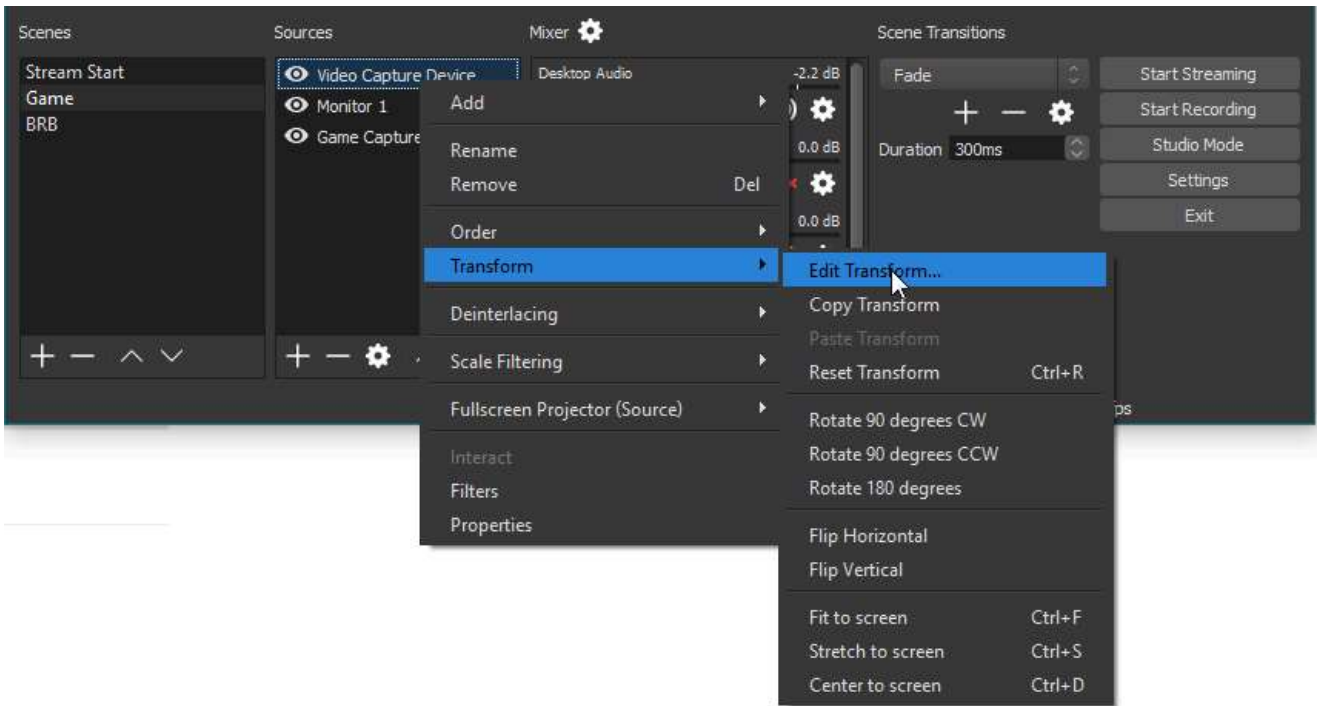 Scenes
Stream Start
Game
BRB
Sources
Video Capture Device
Monitor 1
Game Capture
Mixer
Desktop Audio -2.2 dB
0.0 dB
0.0 dB
Scene Transitions
Fade
Duration 300ms
Start Streaming
Start Recording
Studio Mode
Settings
Exit
Add
Rename
Remove Del
Order
Transform
Deinterlacing
Scale Filtering
Fullscreen Projector (Source)
Interact
Filters
Properties
Edit Transform...
Copy Transform
Paste Transform
Reset Transform Ctrl+R
Rotate 90 degrees CW
Rotate 90 degrees CCW
Rotate 180 degrees
Flip Horizontal
Flip Vertical
Fit to screen Ctrl+F
Stretch to screen Ctrl+S
Center to screen Ctrl+D